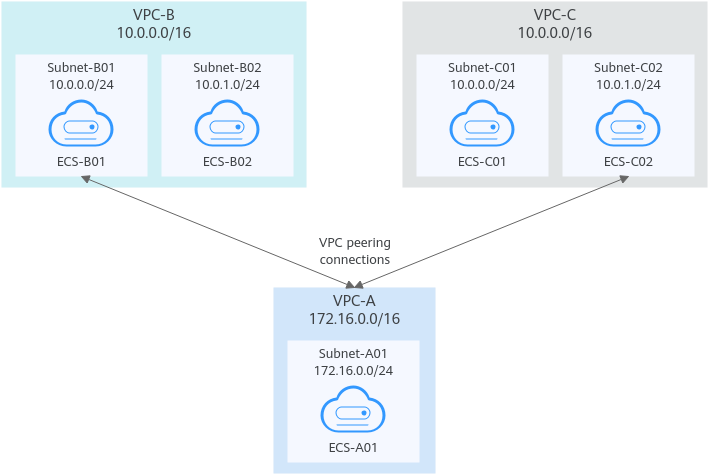 VPC-B
10.0.0.0/16
Subnet-B01
10.0.0.0/24
ECS-B01
Subnet-B02
10.0.1.0/24
ECS-B02
VPC-C
10.0.0.0/16
Subnet-C01
10.0.0.0/24
ECS-C01
Subnet-C02
10.0.1.0/24
ECS-C02
VPC peering
connections
VPC-A
172.16.0.0/16
Subnet-A01
172.16.0.0/24
ECS-A01